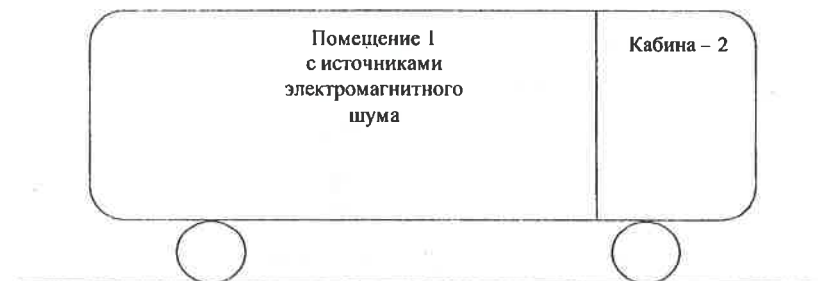 Помещение 1
с источниками
электромагнитного
шума
Кабина – 2